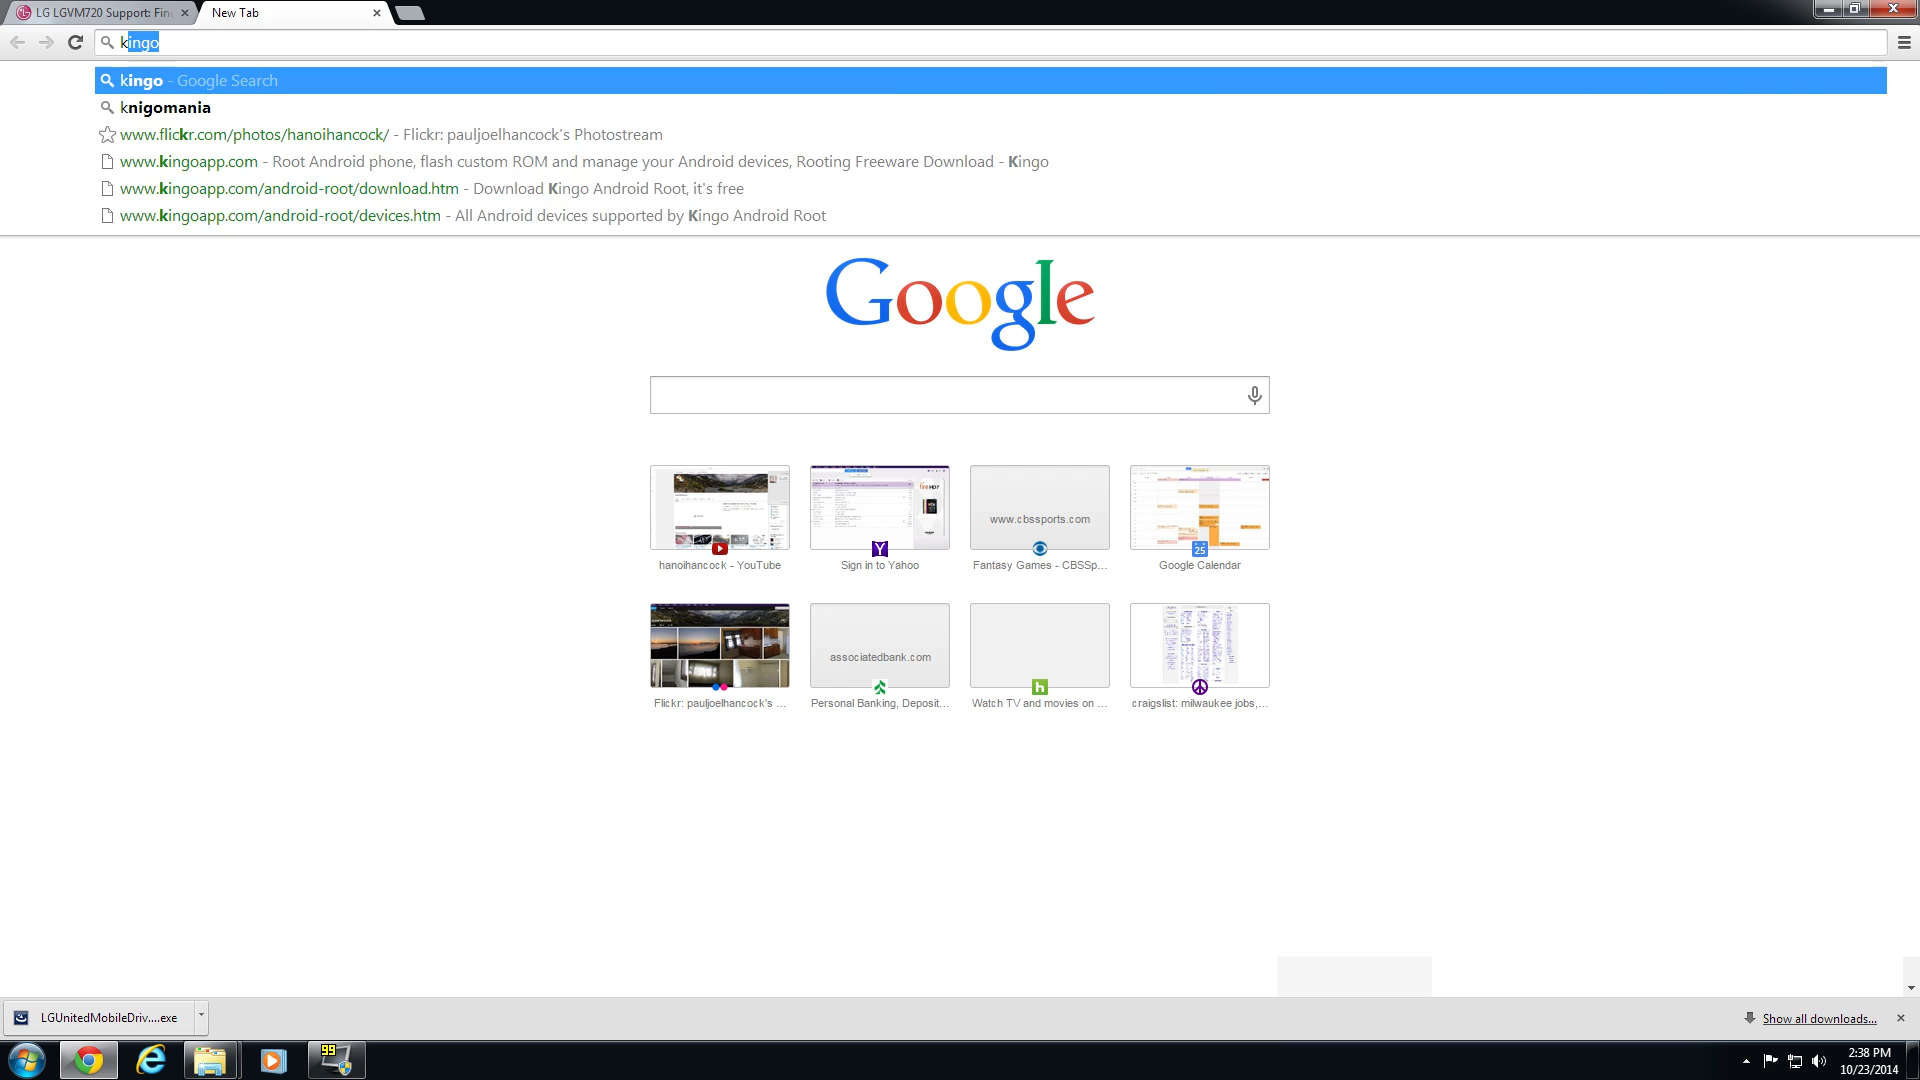 LG LGVM720 Support: Fin
New Tab
kingo
kingo - Google Search
knigomania
www.flickr.com/photos/hanoihancock/ - Flickr: pauljoelhancock's Photostream
www.kingoapp.com - Root Android phone, flash custom ROM and manage your Android devices, Rooting Freeware Download - Kingo
www.kingoapp.com/android-root/download.htm - Download Kingo Android Root, it's free
www.kingoapp.com/android-root/devices.htm - All Android devices supported by Kingo Android Root
Google
www.cbssports.com
25
hanoihancock - YouTube
Sign in to Yahoo
Fantasy Games - CBSSp...
Google Calendar
associatedbank.com
Flickr: pauljoelhancock's ...
Personal Banking, Deposit...
Watch TV and movies on ...
craigslist: milwaukee jobs,...
LGUnitedMobileDriv....exe
Show all downloads...
99
2:38 PM
10/23/2014